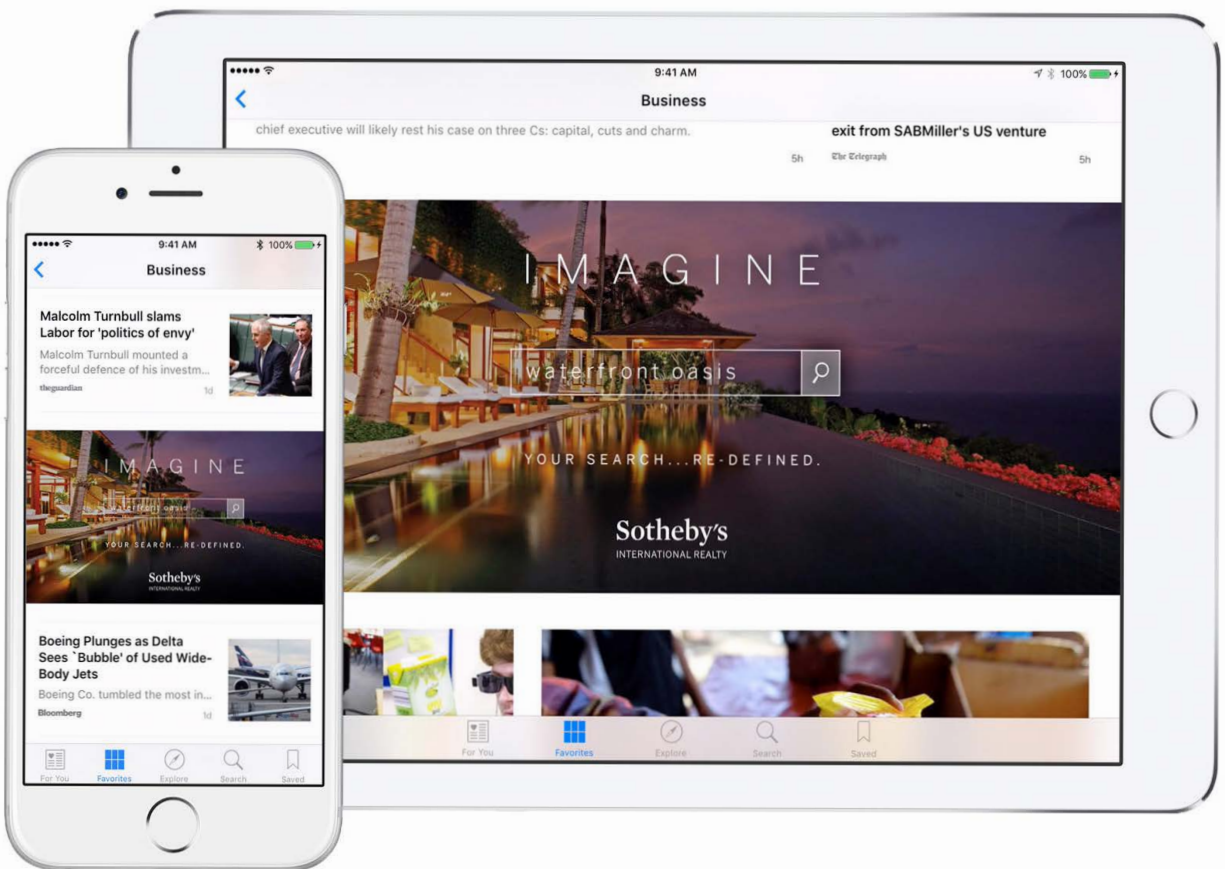 9:41 AM
100%
Business
chief executive will likely rest his case on three Cs: capital, cuts and charm.
5h
exit from SABMiller's US venture
The Telegraph
5h
IMAGINE
waterfront oasis
YOUR SEARCH...RE-DEFINED.
Sotheby's
INTERNATIONAL REALTY
For You
Favorites
Explore
Search
Saved
9:41 AM
100%
Business
Malcolm Turnbull slams
Labor for 'politics of envy'
Malcolm Turnbull mounted a
forceful defence of his investm...
theguardian
1d
IMAGINE
waterfront oasis
YOUR SEARCH...RE-DEFINED.
Sotheby's
INTERNATIONAL REALTY
Boeing Plunges as Delta
Sees `Bubble' of Used Wide-
Body Jets
Boeing Co. tumbled the most in...
Bloomberg
1d
For You
Favorites
Explore
Search
Saved